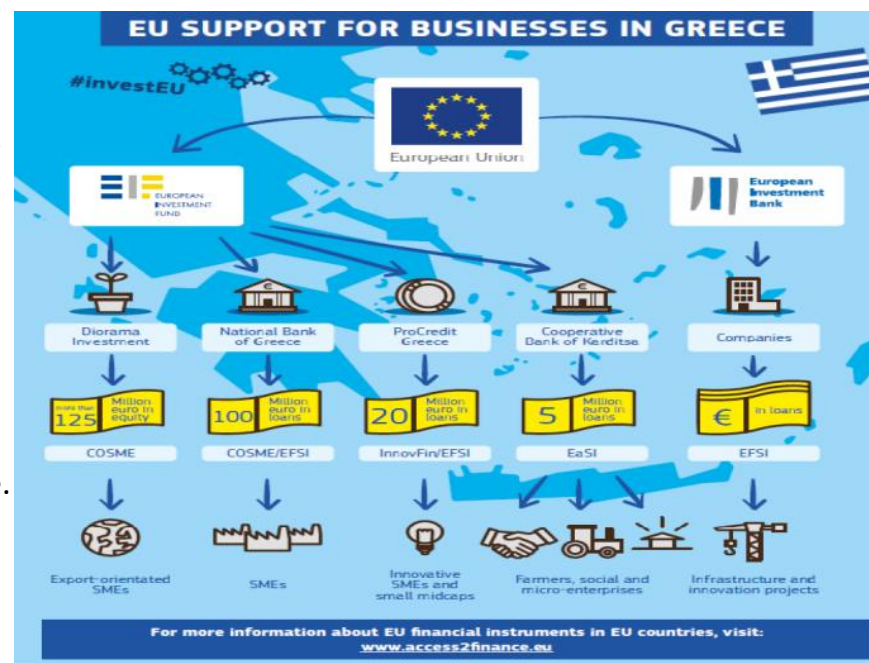 EU SUPPORT FOR BUSINESSES IN GREECE
#investEU
European Union
EUROPEAN
INVESTMENT
FUND
European
Investment
Bank
Diorama
Investment
National Bank
of Greece
ProCredit
Greece
Cooperative
Bank of Karditsa
Companies
more than
125
Million
euro in
equity
100
Million
euro in
loans
20
Million
euro in
loans
5
Million
euro in
loans
€
in loans
COSME
COSME/EFSI
InnovFin/EFSI
EaSI
EFSI
Export-orientated
SMEs
SMEs
Innovative
SMEs and
small midcaps
Farmers, social and
micro-enterprises
Infrastructure and
innovation projects
For more information about EU financial instruments in EU countries, visit:
www.access2finance.eu